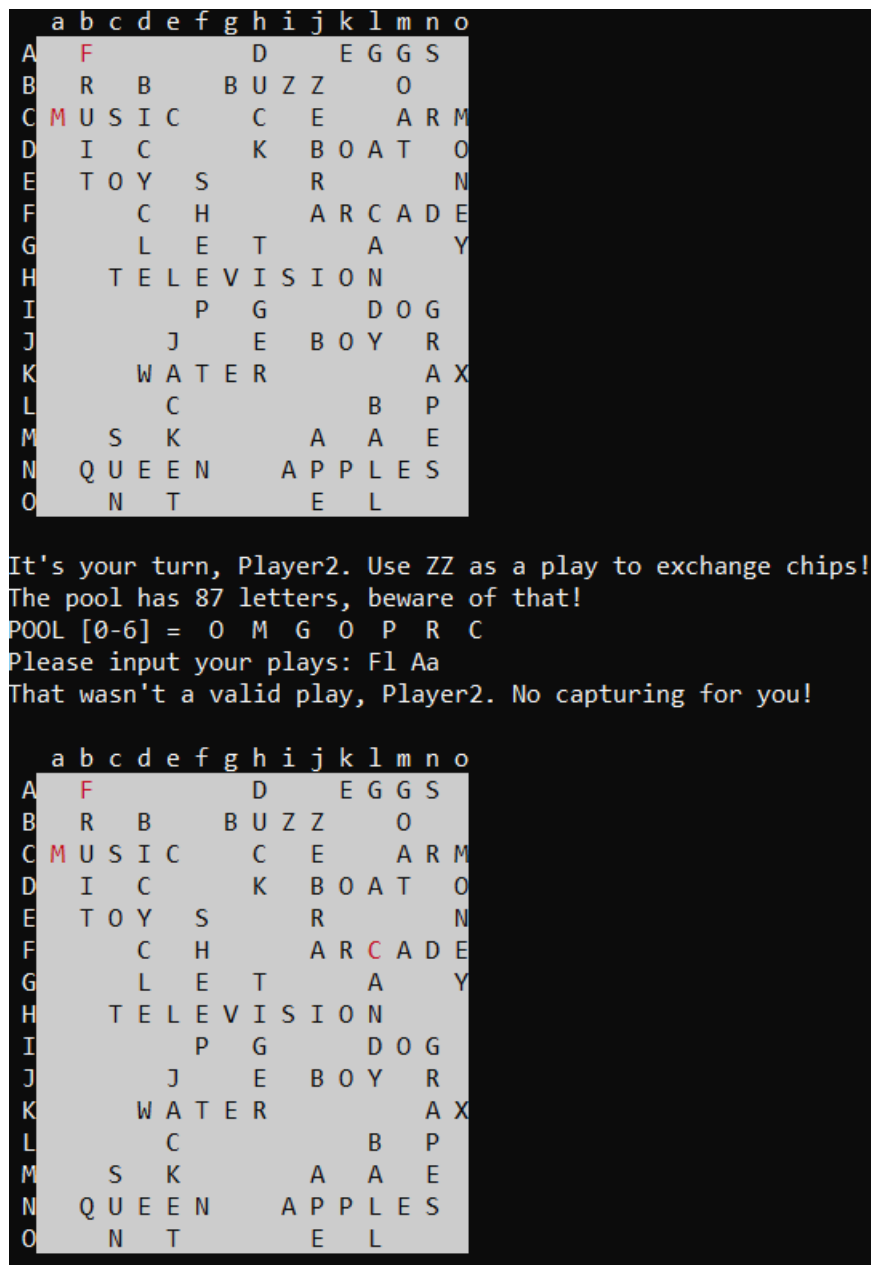 a b c d e f g h i j k l m n o
A F D E G G S
B R B B U Z Z O
C M U S I C C E A R M
D I C K B O A T O
E T O Y S R N
F C H A R C A D E
G L E T A Y
H T E L E V I S I O N
I P G D O G
J J E B O Y R
K W A T E R A X
L C B P
M S K A A E
N Q U E E N A P P L E S
O N T E L
It's your turn, Player2. Use ZZ as a play to exchange chips!
The pool has 87 letters, beware of that!
POOL [0-6] = O M G O P R C
Please input your plays: Fl Aa
That wasn't a valid play, Player2. No capturing for you!
a b c d e f g h i j k l m n o
A F D E G G S
B R B B U Z Z O
C M U S I C C E A R M
D I C K B O A T O
E T O Y S R N
F C H A R C A D E
G L E T A Y
H T E L E V I S I O N
I P G D O G
J J E B O Y R
K W A T E R A X
L C B P
M S K A A E
N Q U E E N A P P L E S
O N T E L